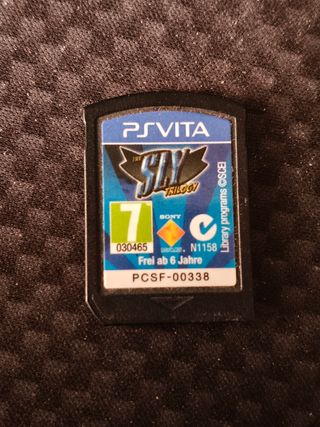 PSVITA
THE
SLY
TRILOGY
7
030465
SONY
N1158
Library programs ©SCEI
Frei ab 6 Jahre
PCSF-00338